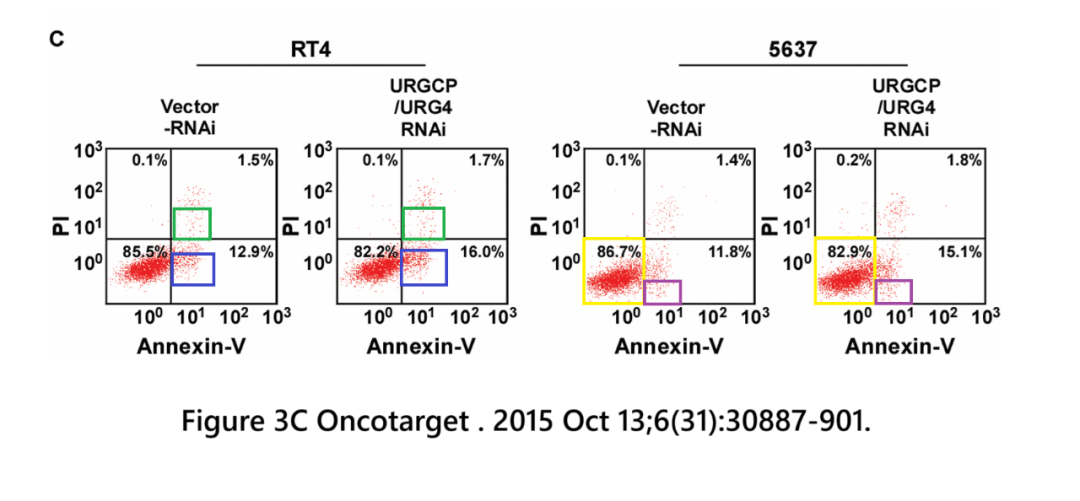 C
RT4
5637
Vector
-RNAi
URGCP
/URG4
RNAi
Vector
-RNAi
URGCP
/URG4
RNAi
10³ 0.1% 1.5%
10²
10¹
10⁰ 85.5% 12.9%
PI
10⁰ 10¹ 10² 10³
Annexin-V
10³ 0.1% 1.7%
10²
10¹
10⁰ 82.2% 16.0%
PI
10⁰ 10¹ 10² 10³
Annexin-V
10³ 0.1% 1.4%
10²
10¹
10⁰ 86.7% 11.8%
PI
10⁰ 10¹ 10² 10³
Annexin-V
10³ 0.2% 1.8%
10²
10¹
10⁰ 82.9% 15.1%
PI
10⁰ 10¹ 10² 10³
Annexin-V
Figure 3C Oncotarget . 2015 Oct 13;6(31):30887-901.